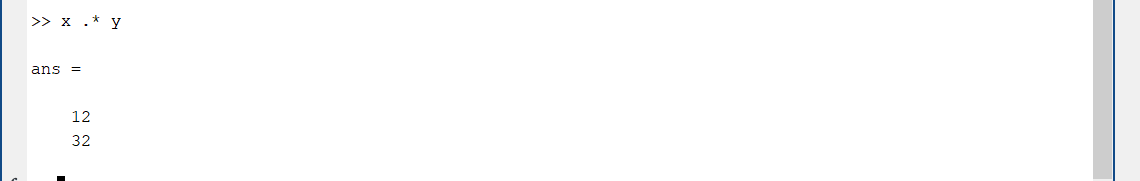 >> x .* y
ans =
12
32